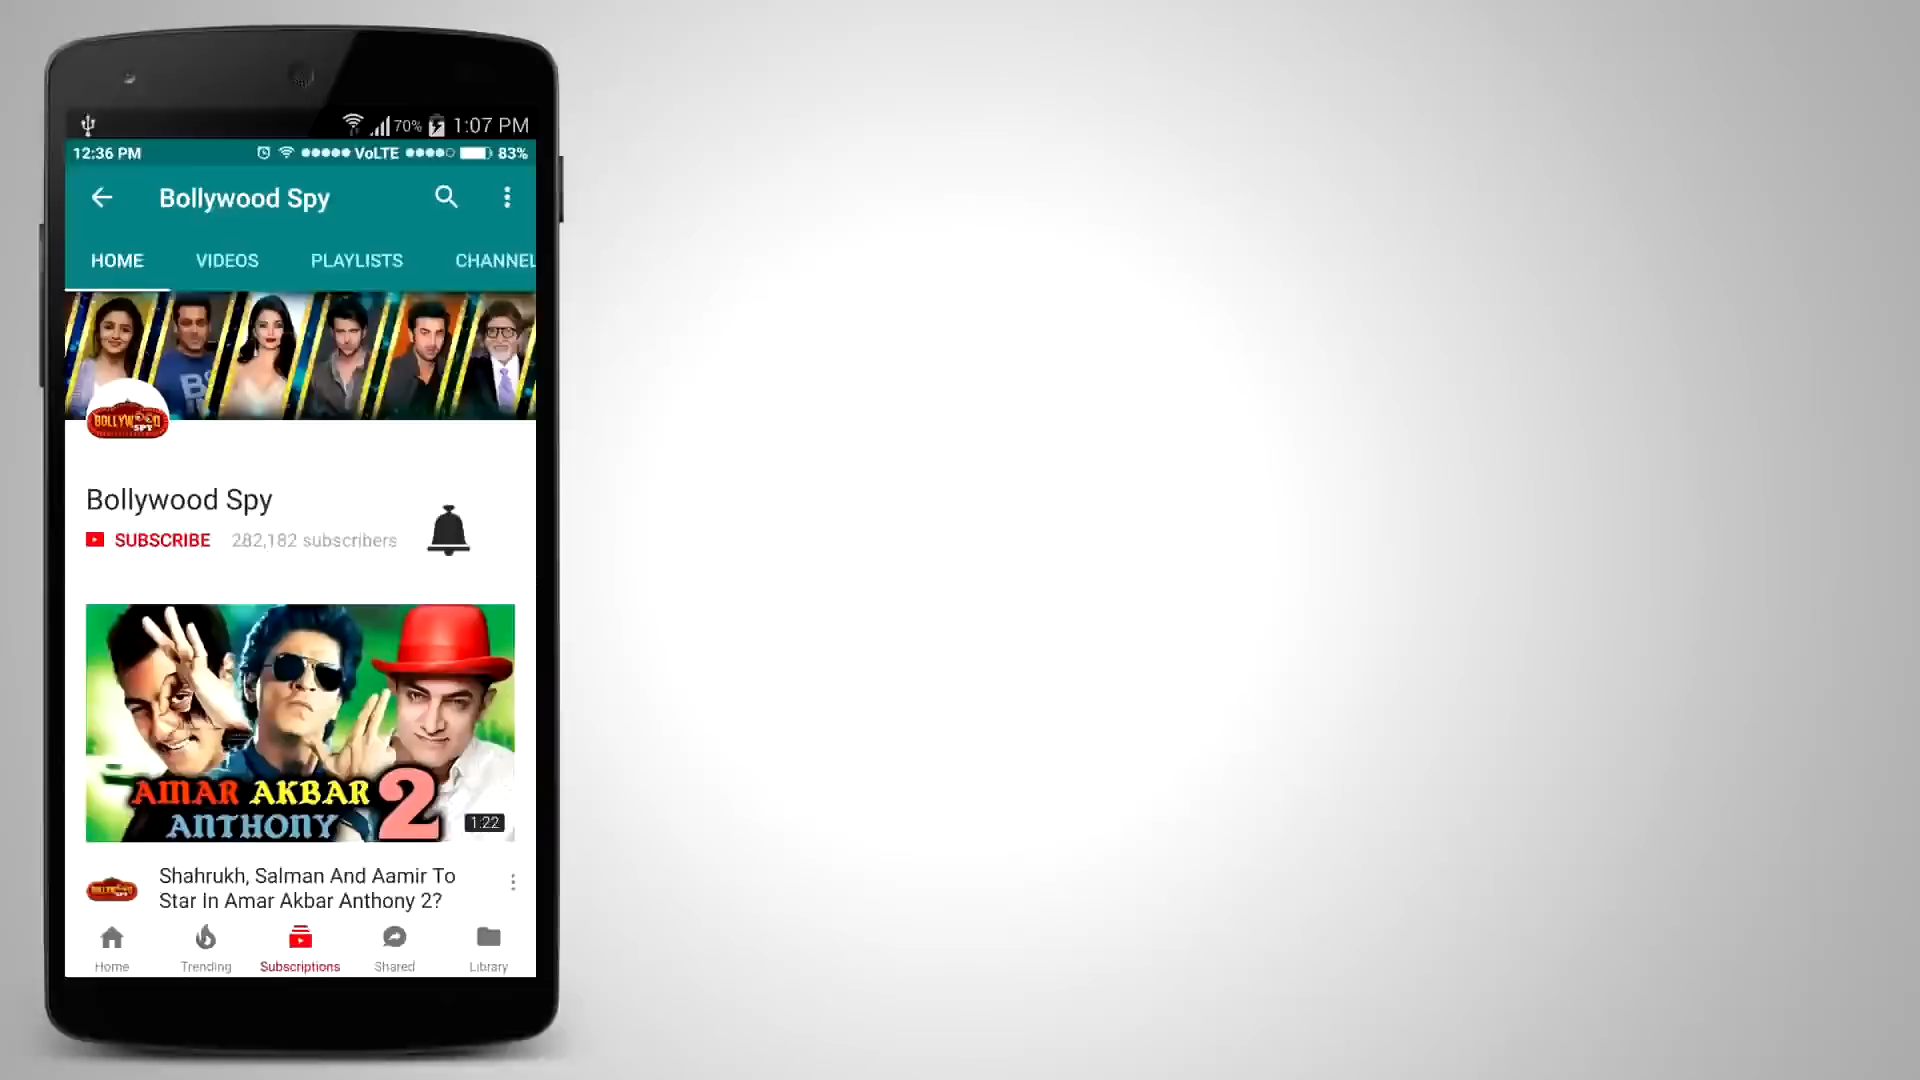 70% 1:07 PM
12:36 PM VoLTE 83%
Bollywood Spy
HOME VIDEOS PLAYLISTS CHANNEL
BOLLYWOOD
SPY
Bollywood Spy
SUBSCRIBE 282,182 subscribers
AMAR AKBAR 2
ANTHONY
1:22
Shahrukh, Salman And Aamir To
Star In Amar Akbar Anthony 2?
Home Trending Subscriptions Shared Library